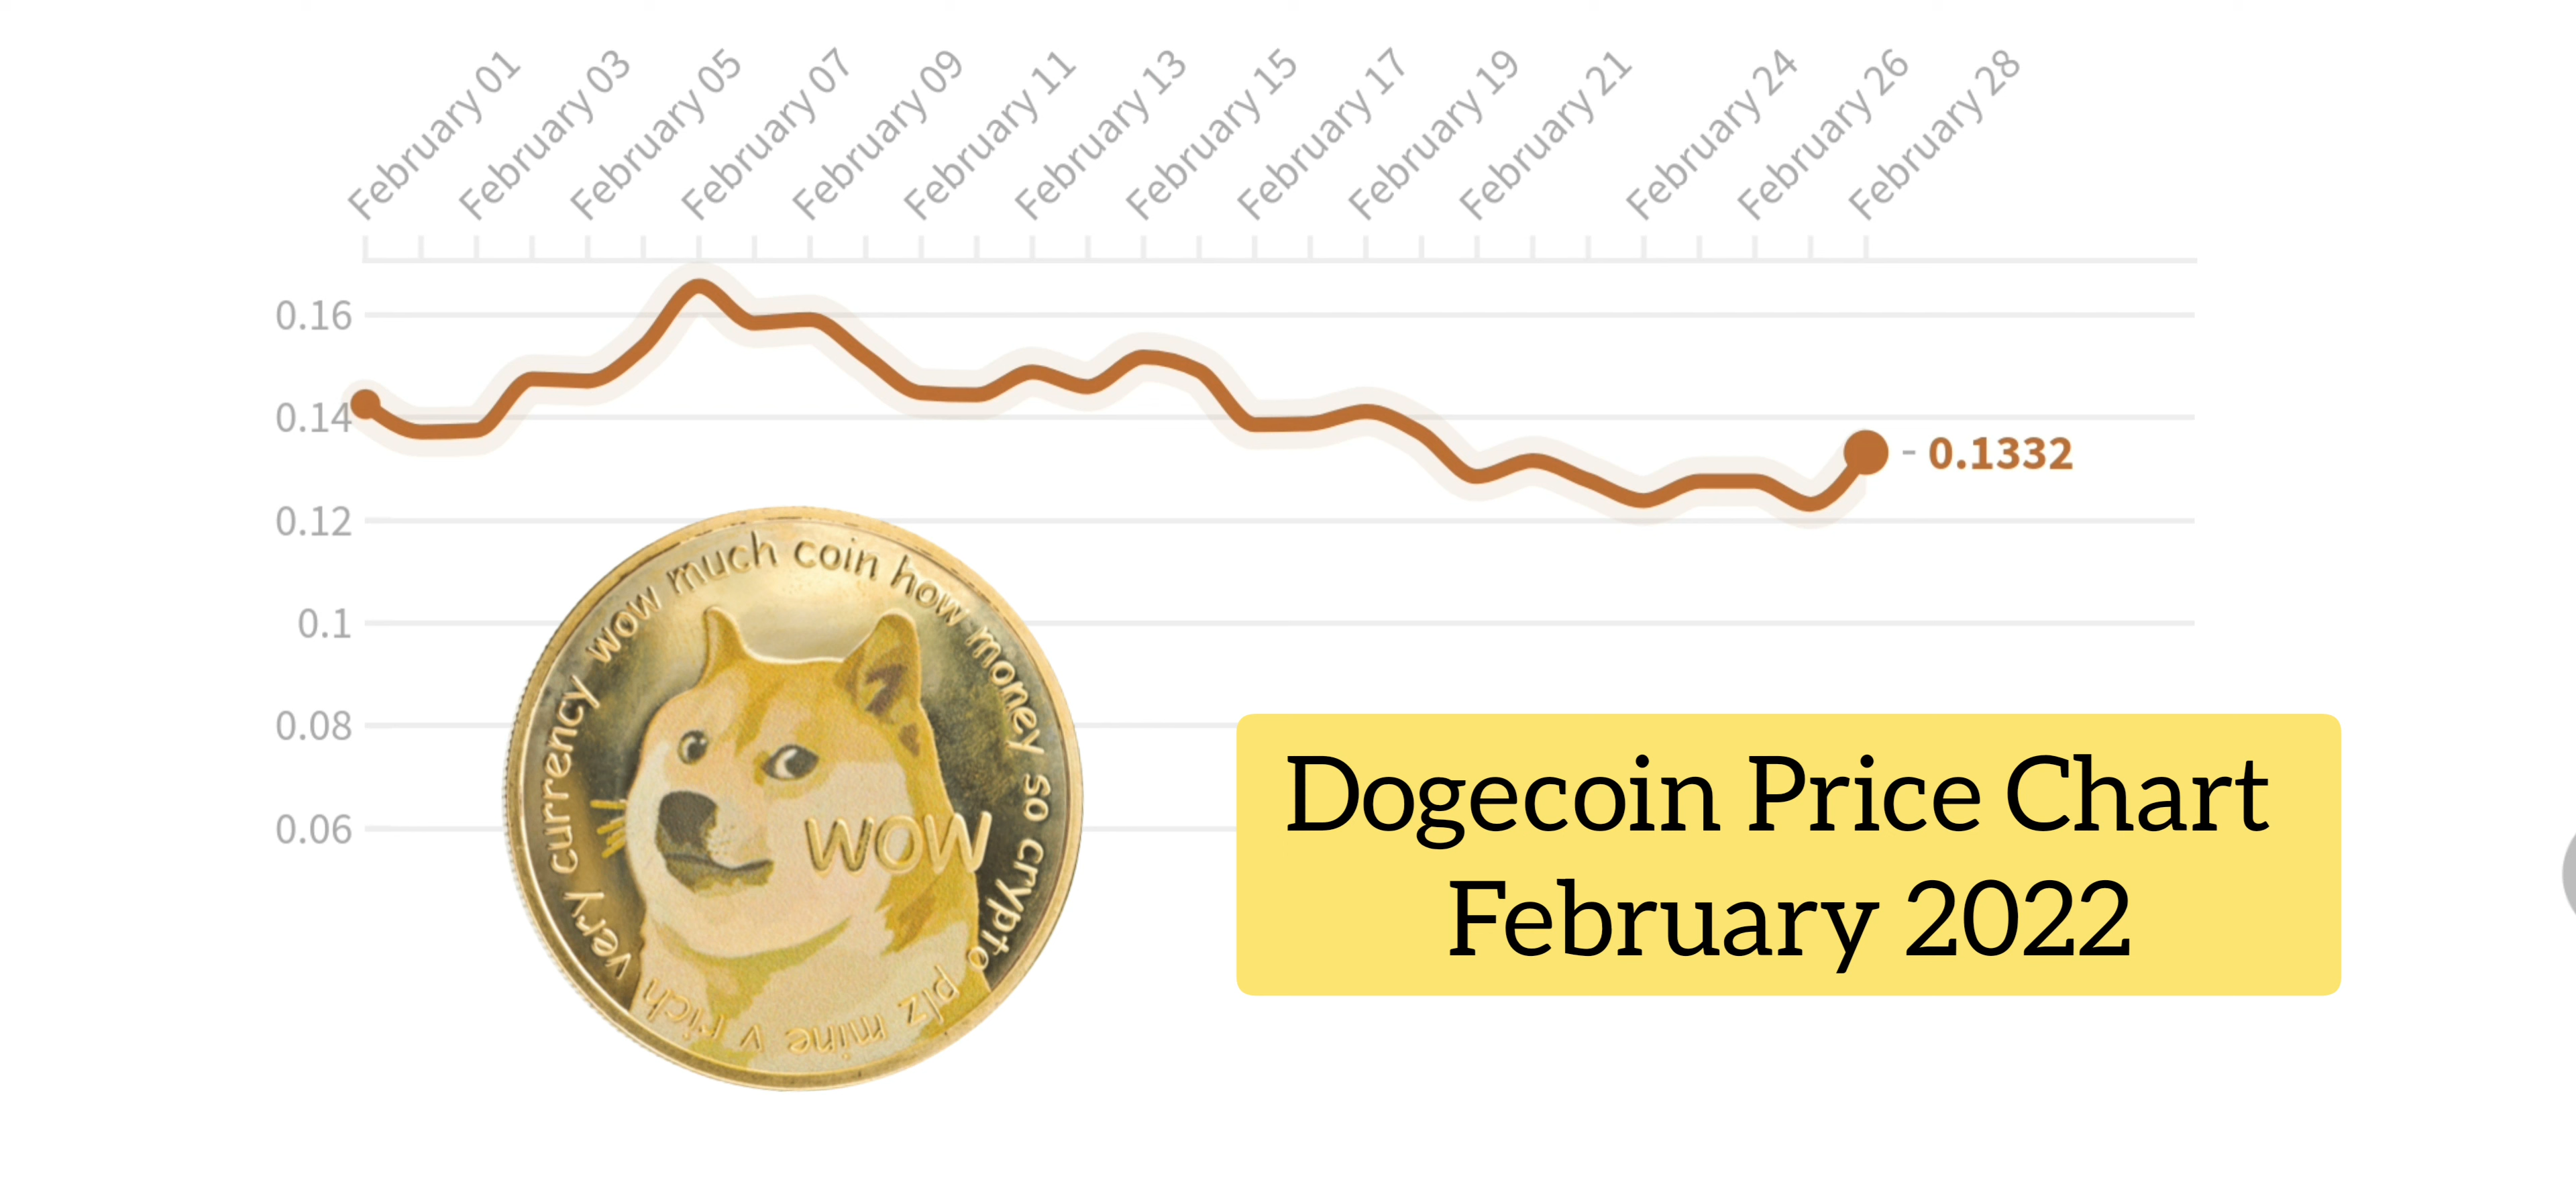 February 01
February 03
February 05
February 07
February 09
February 11
February 13
February 15
February 17
February 19
February 21
February 24
February 26
February 28
0.16
0.14
0.12
0.1
0.08
0.06
- 0.1332
very currency wow much coin how money so crypto
plz mine v rich
wow
Dogecoin Price Chart
February 2022